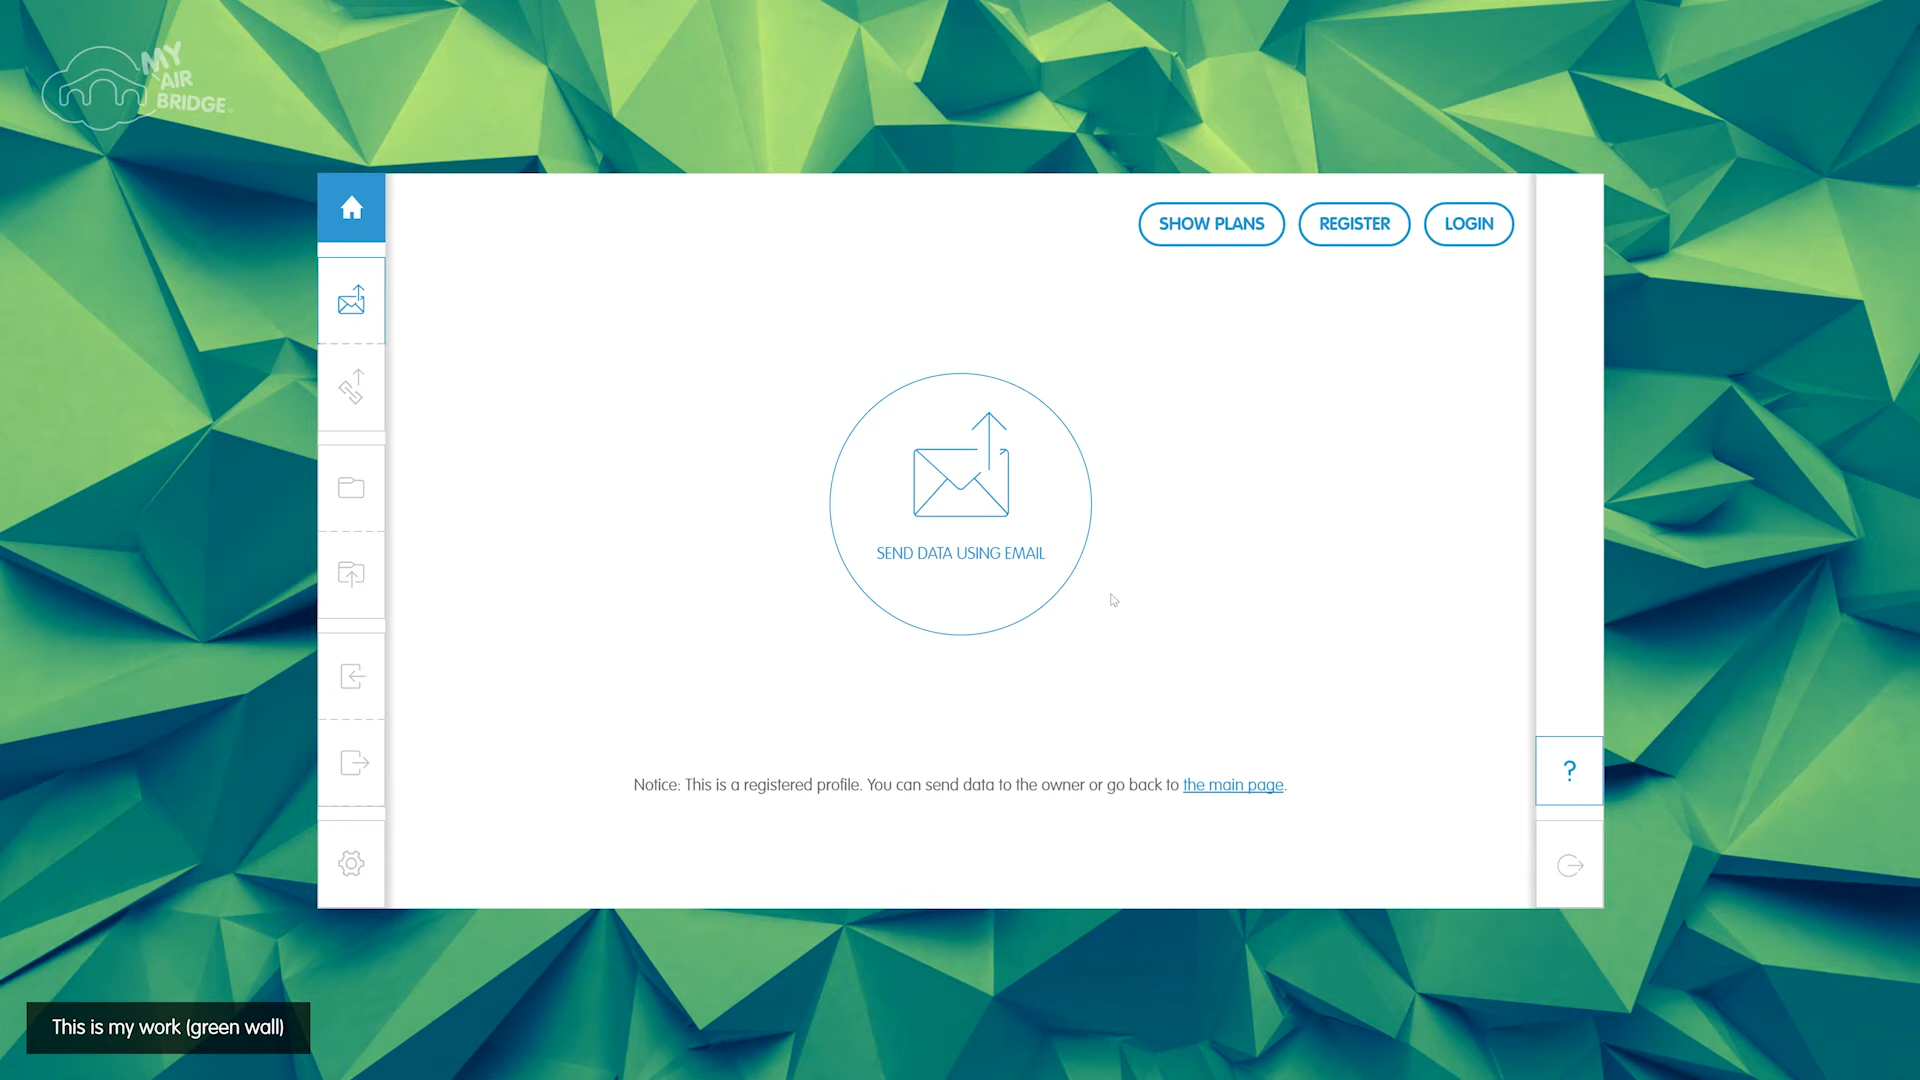 MY
AIR
BRIDGE
SHOW PLANS
REGISTER
LOGIN
SEND DATA USING EMAIL
Notice: This is a registered profile. You can send data to the owner or go back to the main page.
?
This is my work (green wall)